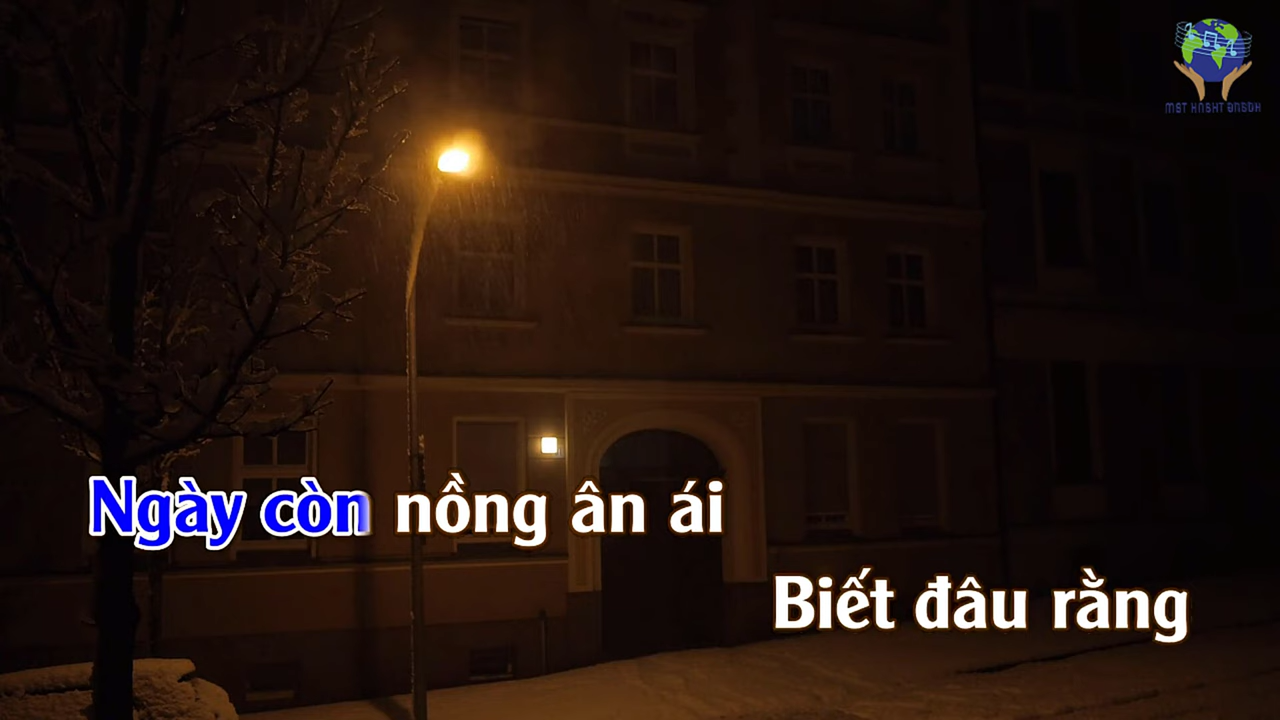 Ngày còn nồng ân ái
Biết đâu rằng